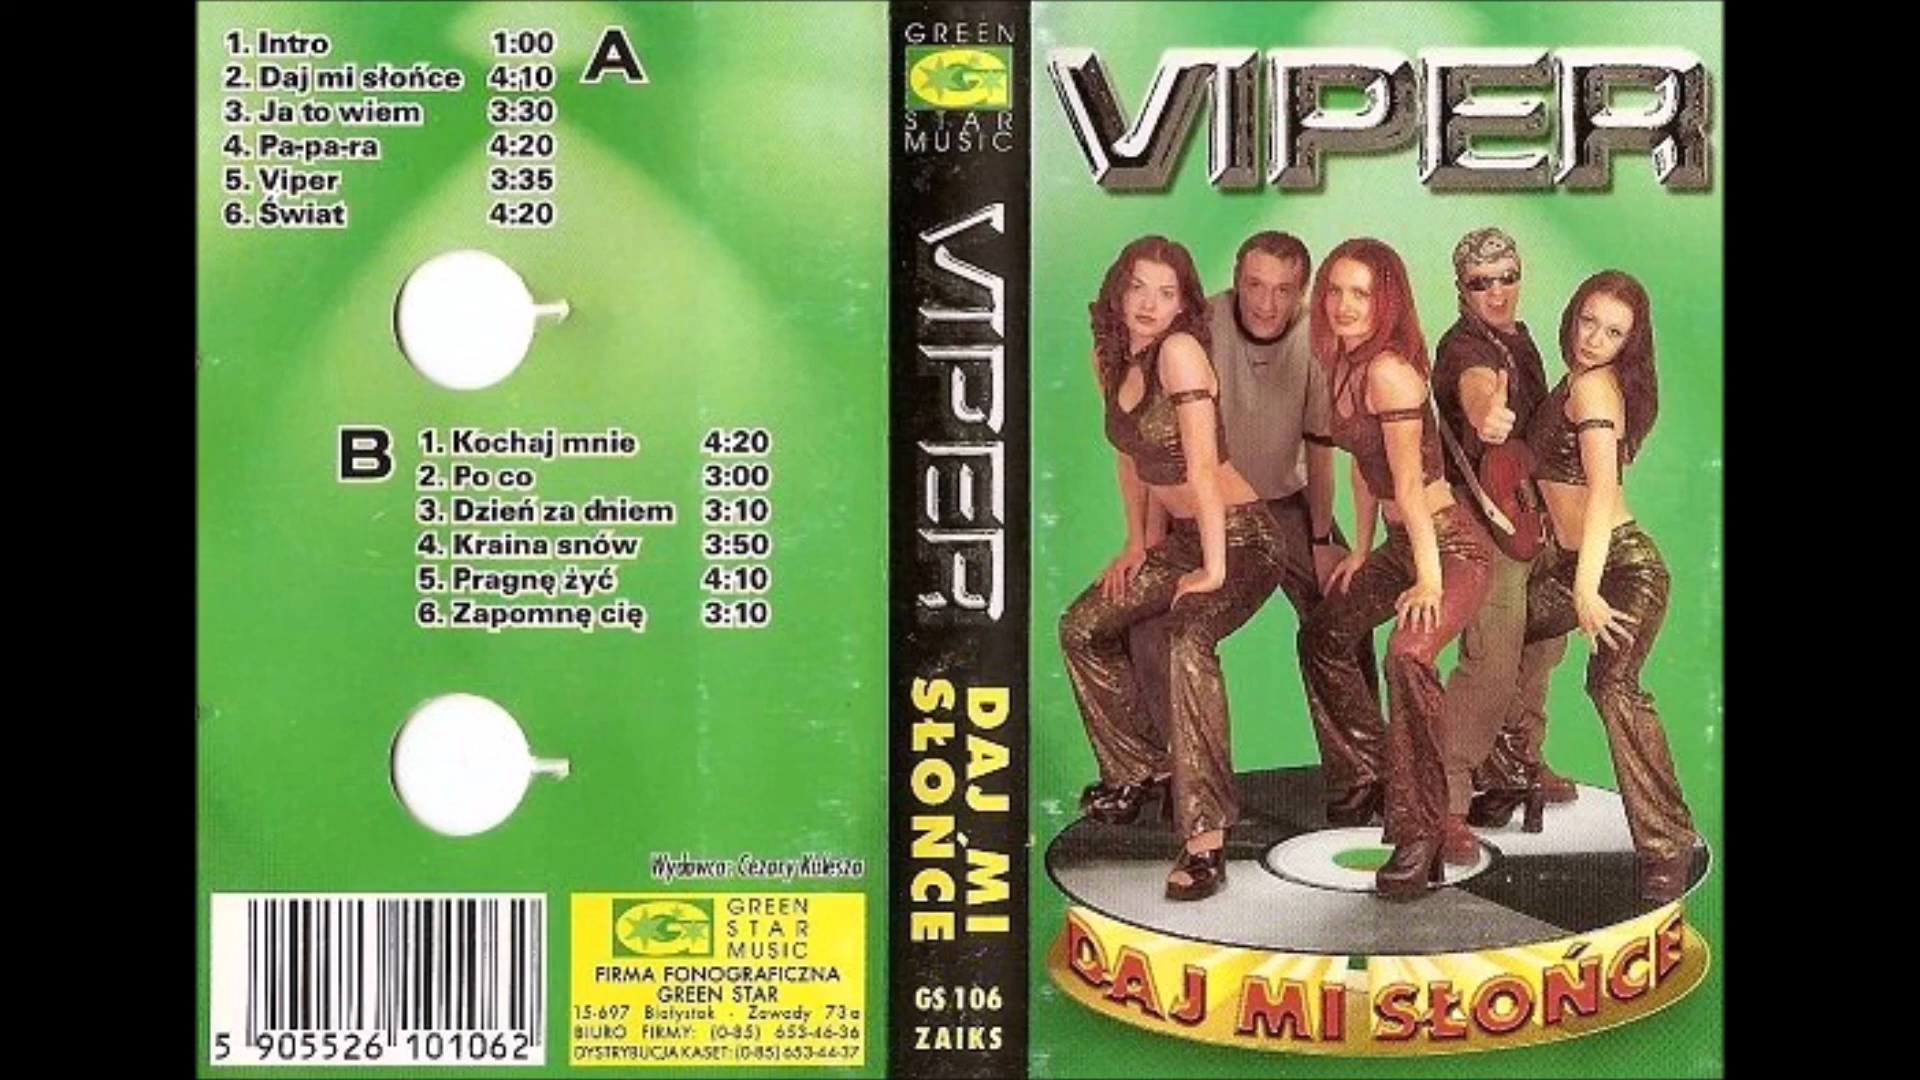 1. Intro 1:00
2. Daj mi słońce 4:10
3. Ja to wiem 3:30
4. Pa-pa-ra 4:20
5. Viper 3:35
6. Świat 4:20
A
B
1. Kochaj mnie 4:20
2. Po co 3:00
3. Dzień za dniem 3:10
4. Kraina snów 3:50
5. Pragnę żyć 4:10
6. Zapomnę cię 3:10
Wydawca: Cezary Kulesza
5 905526 101062
GREEN
STAR
MUSIC
FIRMA FONOGRAFICZNA
GREEN STAR
15-697 Białystok - Zawady 73a
BIURO FIRMY: (0-85) 653-46-36
DYSTRYBUCJA KASET: (0-85) 653-44-37
GREEN
STAR
MUSIC
VIPER
DAJ MI
SŁOŃCE
GS 106
ZAIKS
VIPER
DAJ MI SŁOŃCE